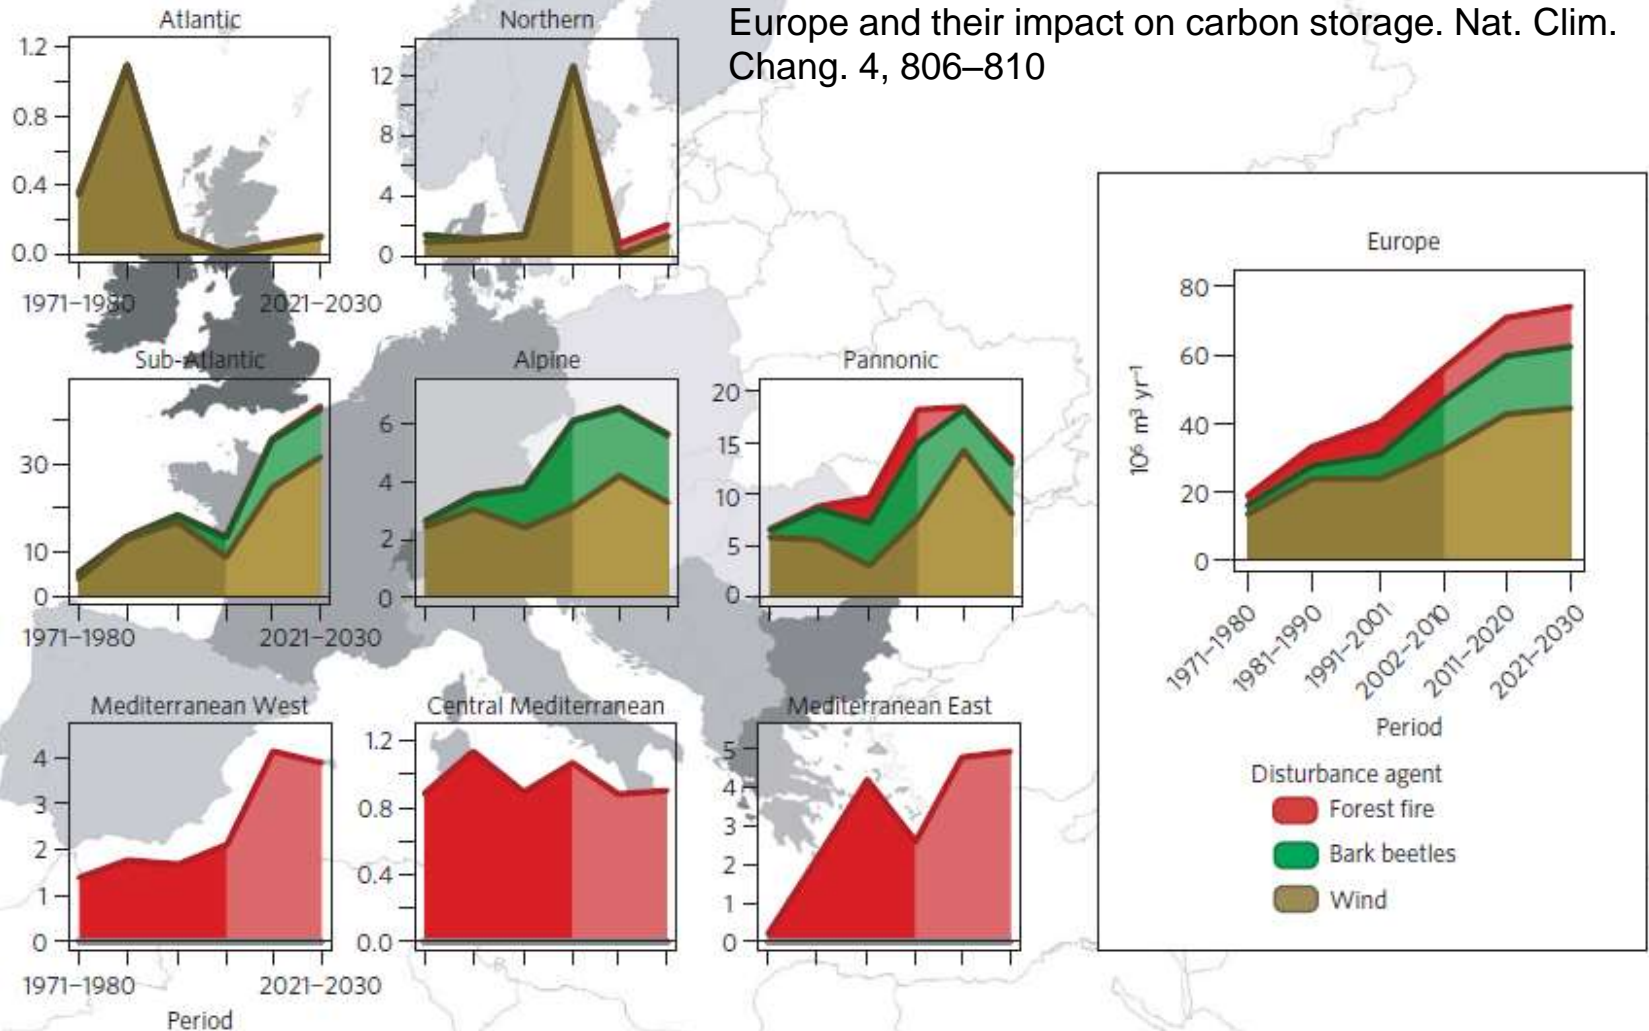 Europe and their impact on carbon storage. Nat. Clim.
Chang. 4, 806–810
Atlantic
1.2
0.8
0.4
0.0
1971–1980 2021–2030
Northern
12
8
4
0
Sub-Atlantic
30
10
0
1971–1980 2021–2030
Alpine
6
4
2
0
Pannonic
20
15
10
5
0
Mediterranean West
4
3
2
1
0
1971–1980 2021–2030
Period
Central Mediterranean
1.2
0.8
0.4
0.0
Mediterranean East
5
4
3
2
1
0
Europe
10⁶ m³ yr⁻¹
80
60
40
20
0
1971–1980
1981–1990
1991–2001
2002–2010
2011–2020
2021–2030
Period
Disturbance agent
Forest fire
Bark beetles
Wind